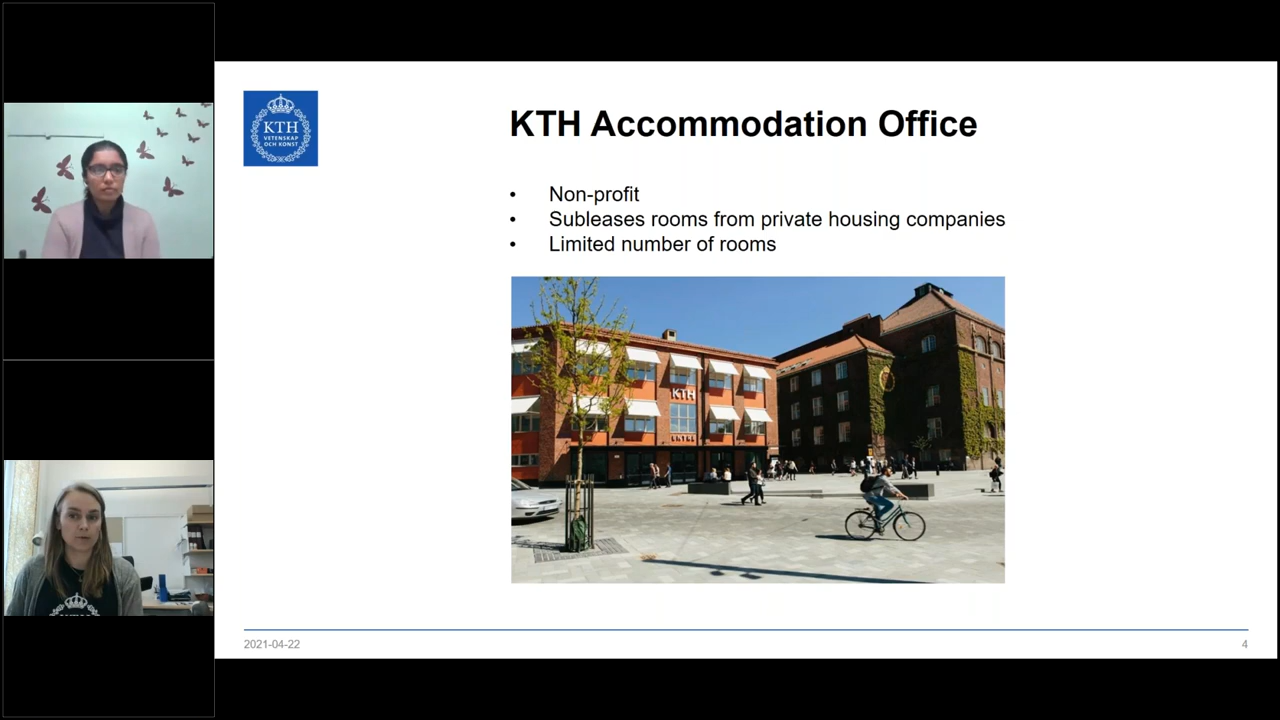 KTH
VETENSKAP
OCH KONST
KTH Accommodation Office
• Non-profit
• Subleases rooms from private housing companies
• Limited number of rooms
KTH
ENTRÉ
2021-04-22
4